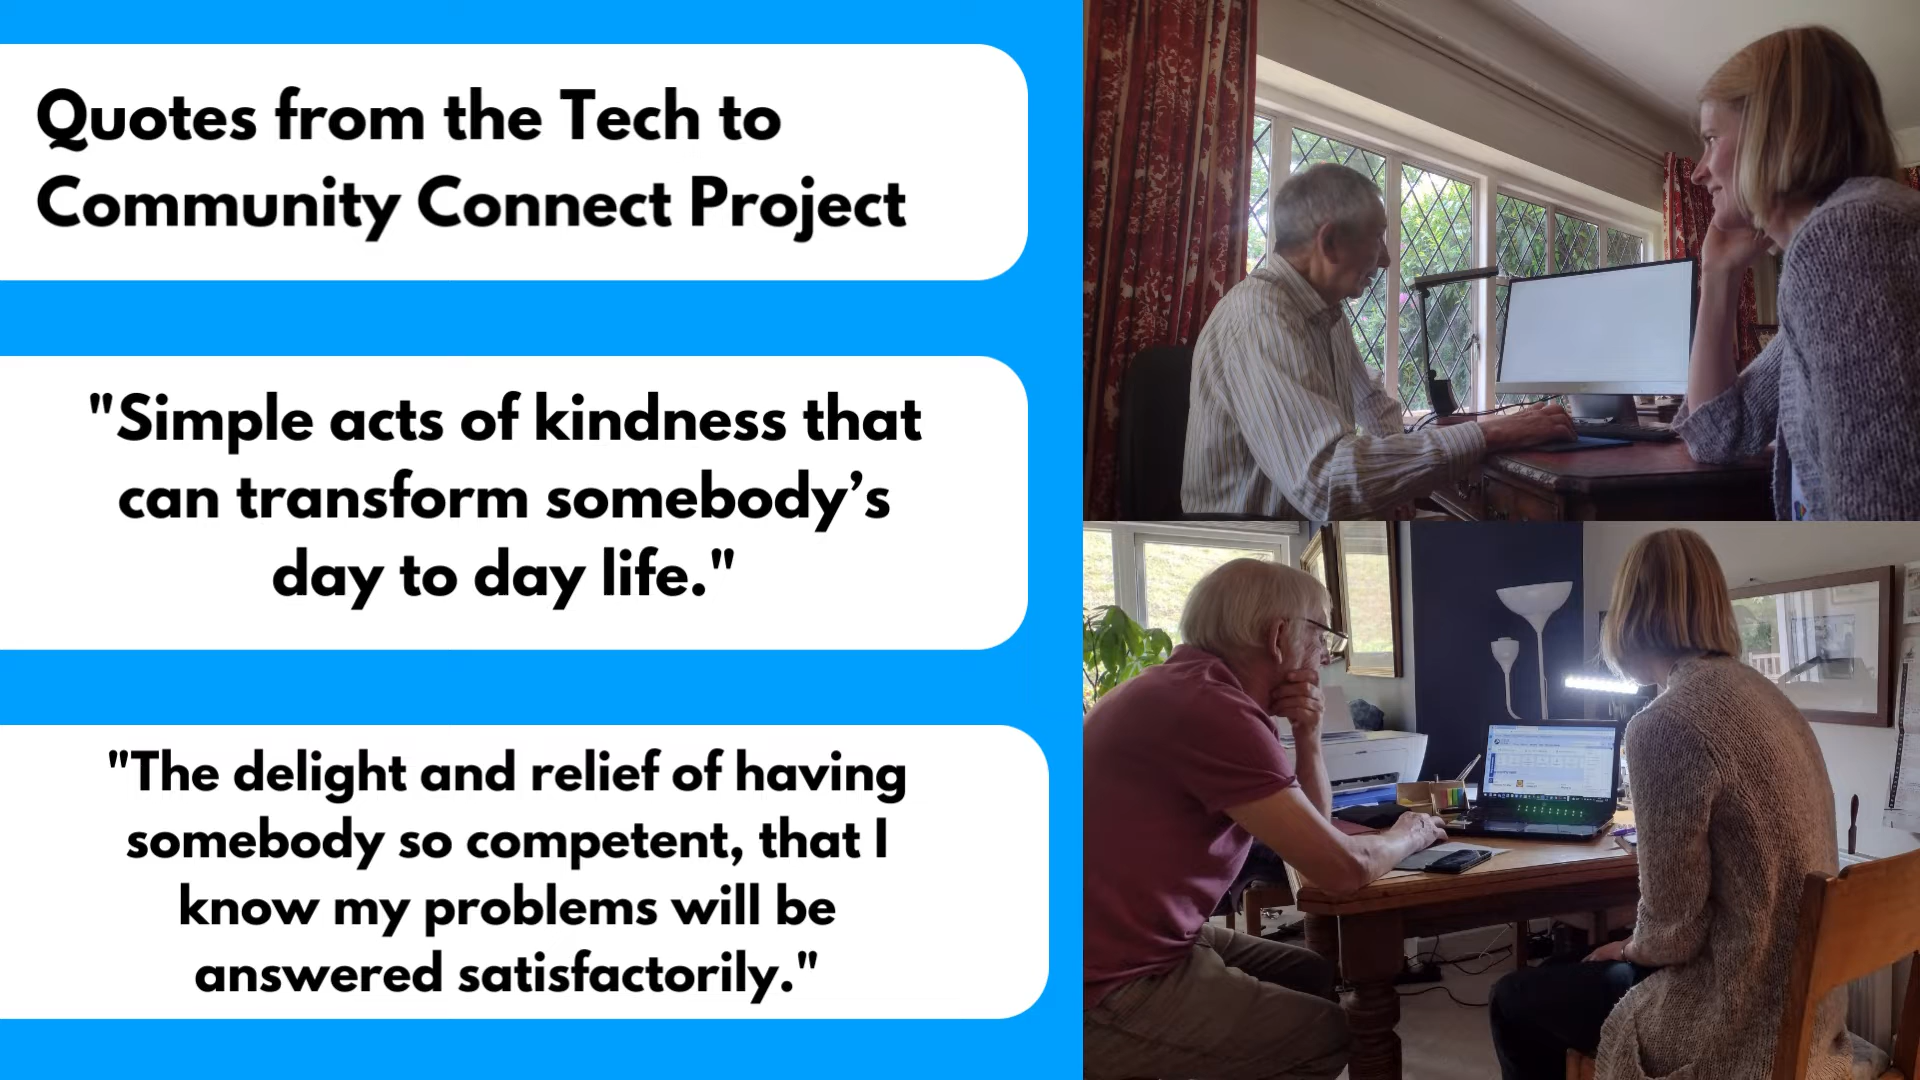 Quotes from the Tech to
Community Connect Project
"Simple acts of kindness that
can transform somebody’s
day to day life."
"The delight and relief of having
somebody so competent, that I
know my problems will be
answered satisfactorily."